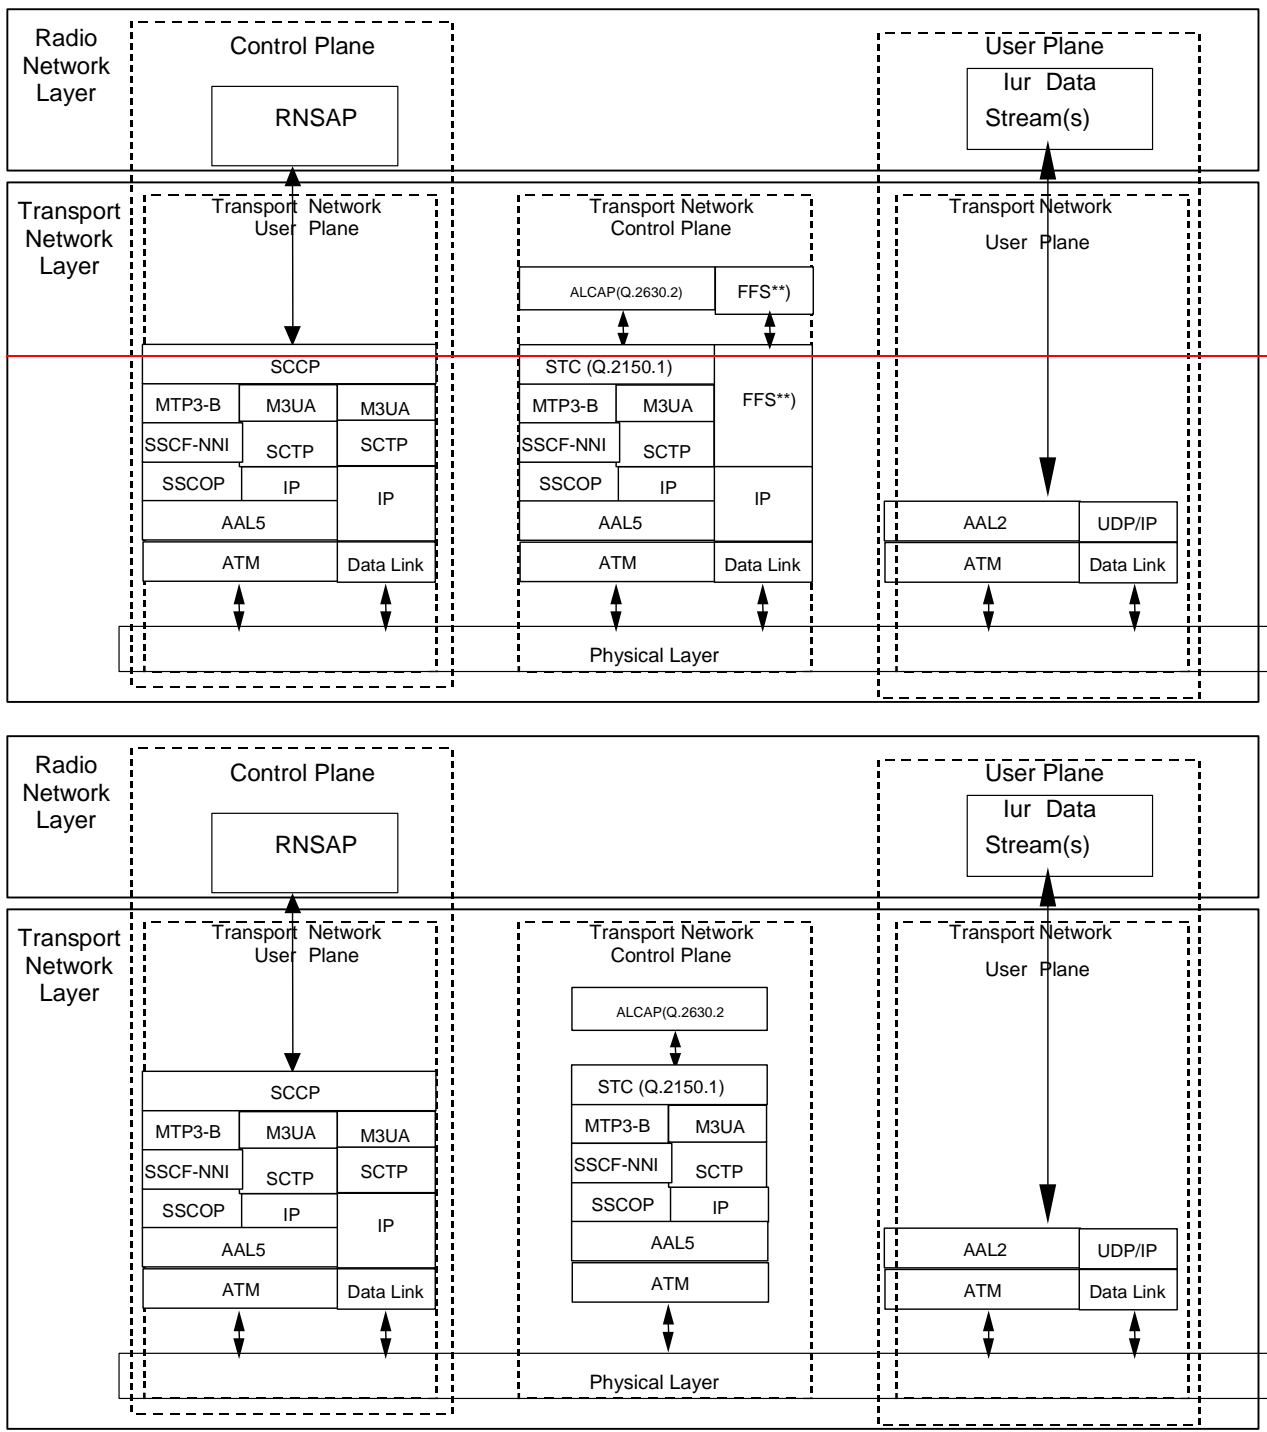 Radio
Network
Layer
Control Plane
RNSAP
User Plane
Iur Data
Stream(s)
Transport
Network
Layer
Transport Network
User Plane
Transport Network
Control Plane
Transport Network
User Plane
ALCAP(Q.2630.2)
FFS**)
SCCP
MTP3-B
M3UA
M3UA
SSCF-NNI
SCTP
SCTP
SSCOP
IP
IP
AAL5
ATM
Data Link
STC (Q.2150.1)
MTP3-B
M3UA
FFS**)
SSCF-NNI
SCTP
SSCOP
IP
IP
AAL5
ATM
Data Link
AAL2
UDP/IP
ATM
Data Link
Physical Layer
Radio
Network
Layer
Control Plane
RNSAP
User Plane
Iur Data
Stream(s)
Transport
Network
Layer
Transport Network
User Plane
Transport Network
Control Plane
Transport Network
User Plane
ALCAP(Q.2630.2
SCCP
MTP3-B
M3UA
M3UA
SSCF-NNI
SCTP
SCTP
SSCOP
IP
IP
AAL5
ATM
Data Link
STC (Q.2150.1)
MTP3-B
M3UA
SSCF-NNI
SCTP
SSCOP
IP
AAL5
ATM
AAL2
UDP/IP
ATM
Data Link
Physical Layer